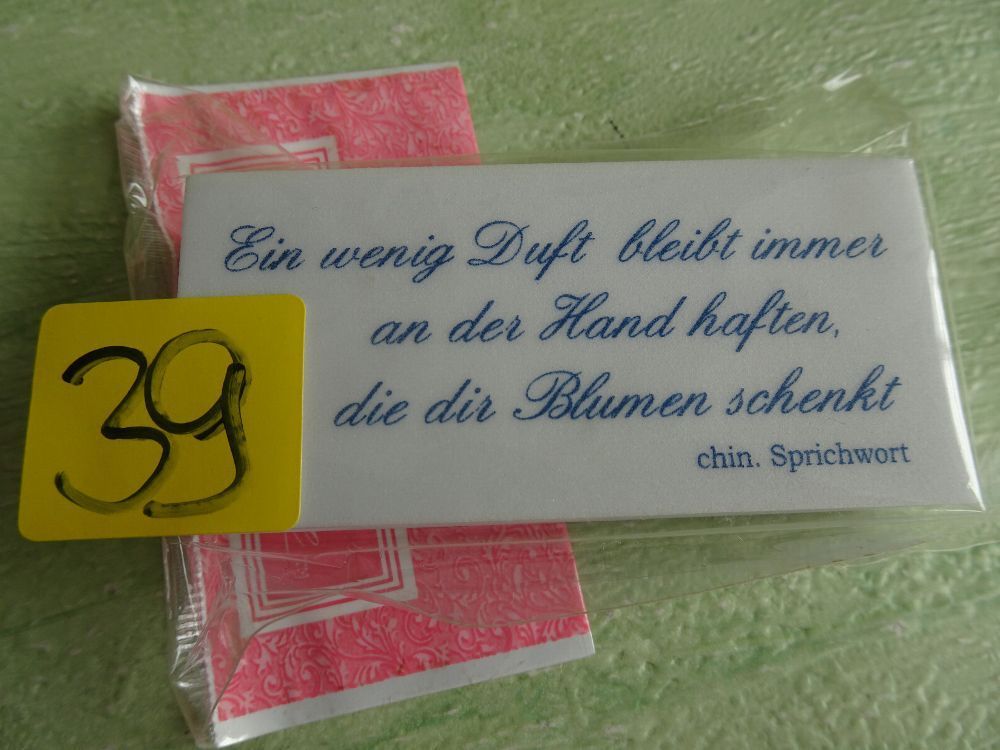 Ein wenig Duft bleibt immer
an der Hand haften,
die dir Blumen schenkt
chin. Sprichwort
39